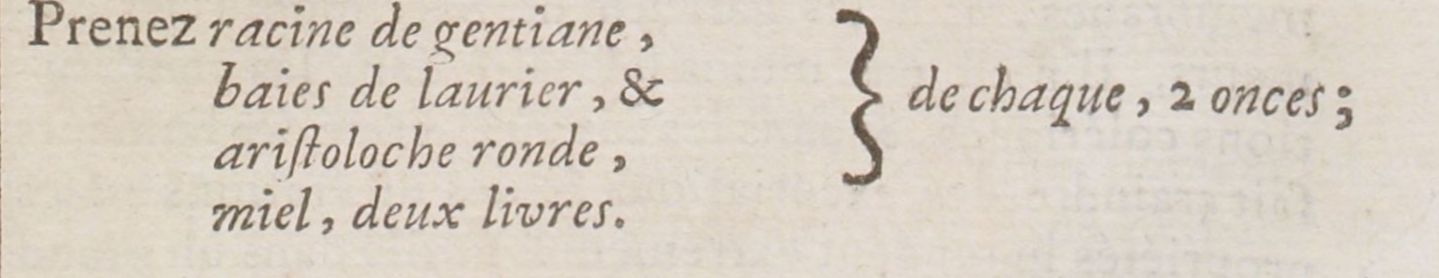 Prenez racine de gentiane,
baies de laurier, & } de chaque, 2 onces;
ariſtoloche ronde,
miel, deux livres.